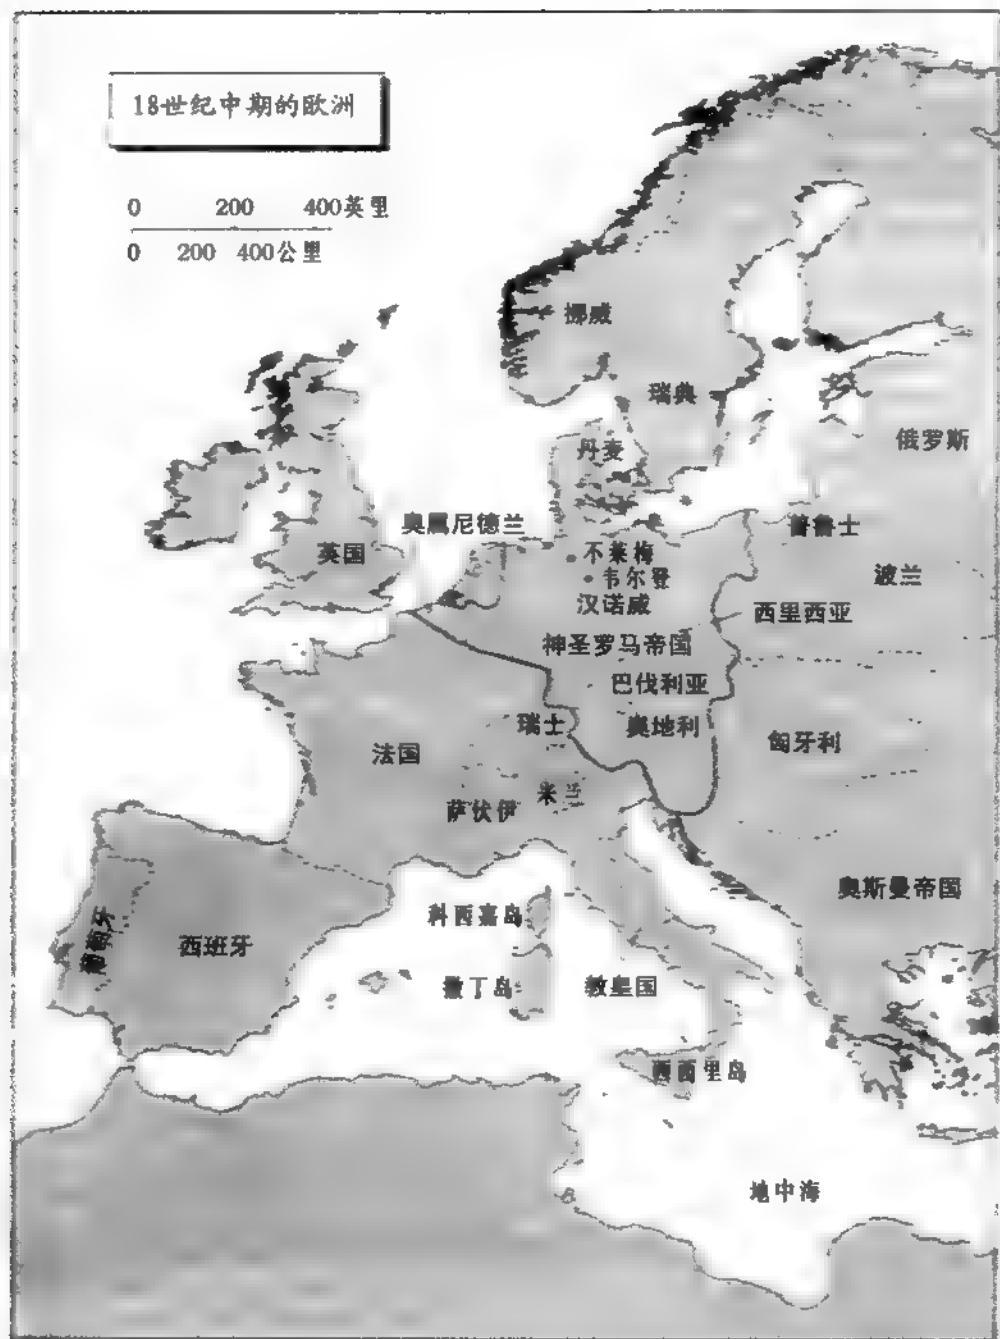 18世纪中期的欧洲
0 200 400英里
0 200 400公里
挪威
瑞典
丹麦
俄罗斯
奥属尼德兰
普鲁士
英国
不莱梅
韦尔登
波兰
汉诺威
西里西亚
神圣罗马帝国
巴伐利亚
瑞士
奥地利
法国
匈牙利
米兰
萨伏伊
奥斯曼帝国
科西嘉岛
葡萄牙
西班牙
撒丁岛
教皇国
西西里岛
地中海